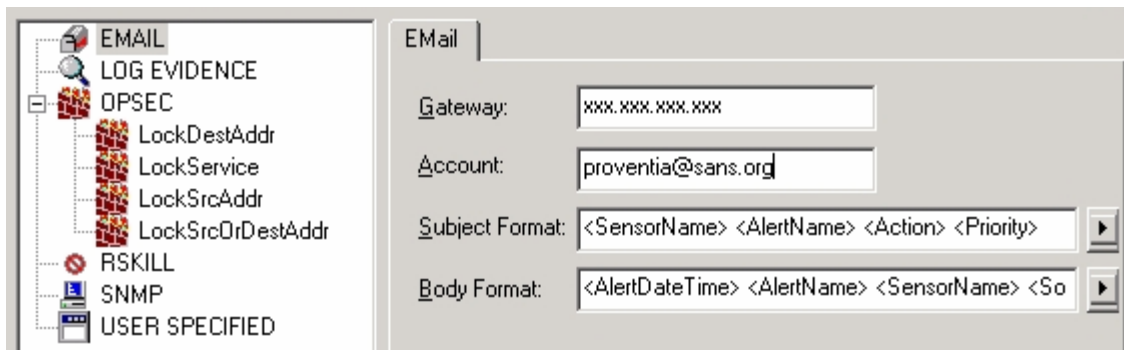 EMAIL
LOG EVIDENCE
OPSEC
LockDestAddr
LockService
LockSrcAddr
LockSrcOrDestAddr
RSKILL
SNMP
USER SPECIFIED
EMail
Gateway: xxx.xxx.xxx.xxx
Account: proventia@sans.org
Subject Format: <SensorName> <AlertName> <Action> <Priority>
Body Format: <AlertDateTime> <AlertName> <SensorName> <So